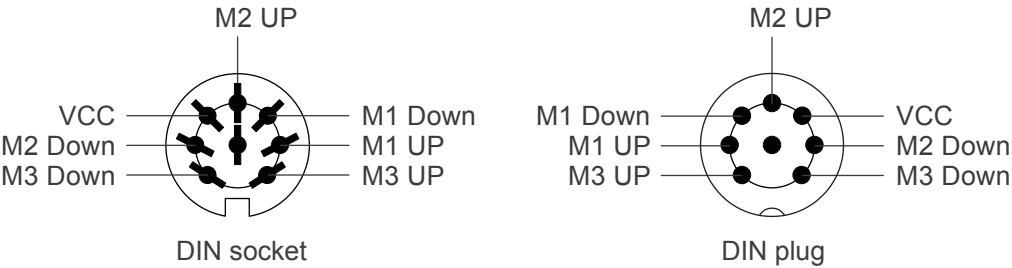 M2 UP
VCC
M1 Down
M2 Down
M1 UP
M3 Down
M3 UP
DIN socket
M2 UP
M1 Down
VCC
M1 UP
M2 Down
M3 UP
M3 Down
DIN plug